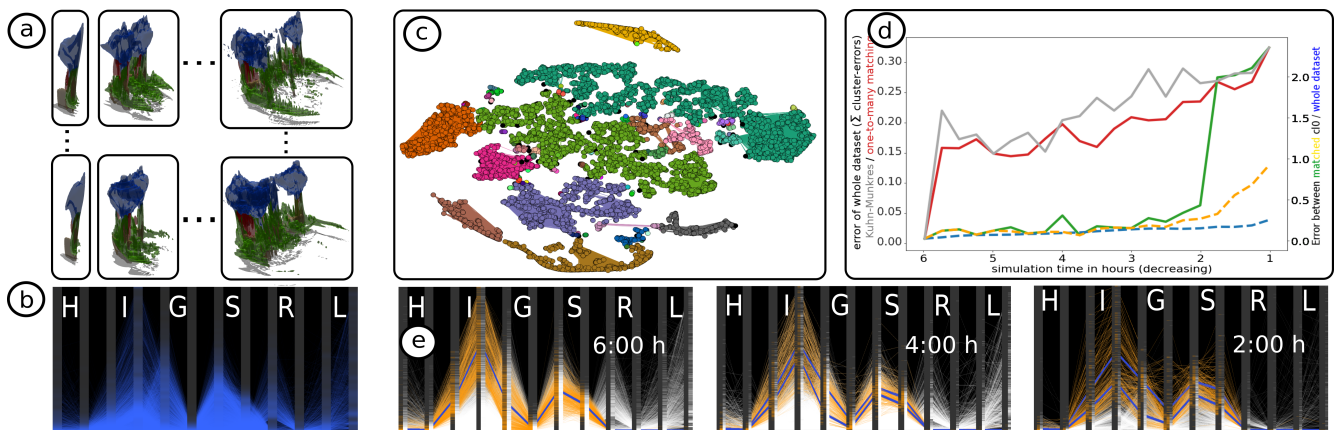 a
c
d
error of whole dataset (Σ cluster-errors)
Kuhn-Munkres / one-to-many matching
0.30
0.25
0.20
0.15
0.10
0.05
0.00
6
5
4
3
2
1
simulation time in hours (decreasing)
2.0
1.5
1.0
0.5
0.0
Error between matched cl0 / whole dataset
b
H I G S R L
e
H I G S R L
6:00 h
H I G S R L
4:00 h
H I G S R L
2:00 h